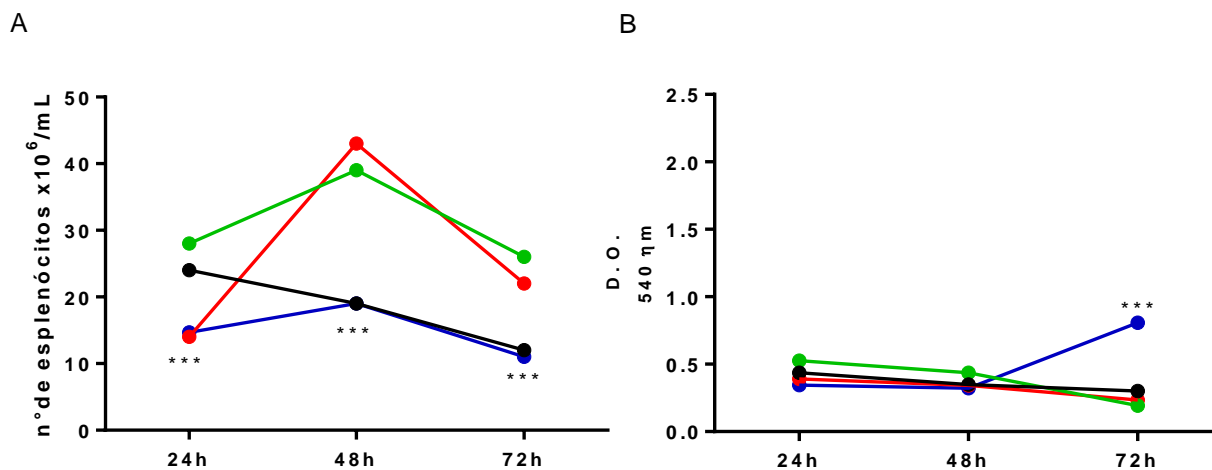 A
n°de esplenócitos x10⁶/mL
50
40
30
20
10
0
***
***
***
24h
48h
72h
B
D.O.
540 ηm
2.5
2.0
1.5
1.0
0.5
0.0
***
24h
48h
72h